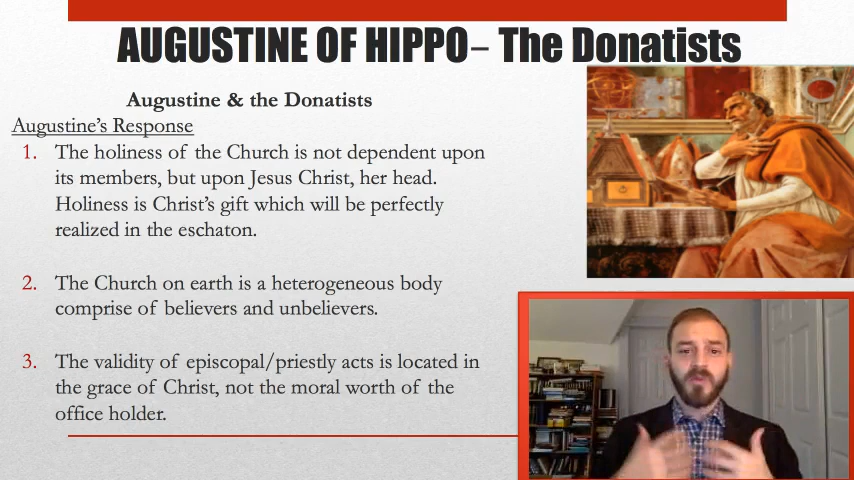 AUGUSTINE OF HIPPO– The Donatists
Augustine & the Donatists
Augustine's Response
1. The holiness of the Church is not dependent upon
its members, but upon Jesus Christ, her head.
Holiness is Christ's gift which will be perfectly
realized in the eschaton.
2. The Church on earth is a heterogeneous body
comprise of believers and unbelievers.
3. The validity of episcopal/priestly acts is located in
the grace of Christ, not the moral worth of the
office holder.